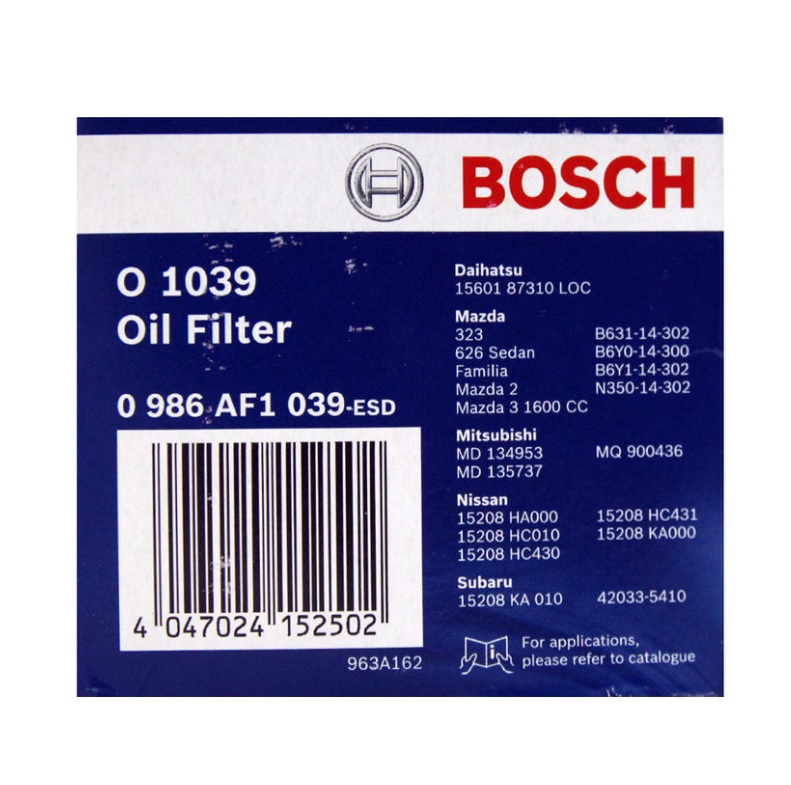 BOSCH
O 1039
Oil Filter
0 986 AF1 039-ESD
4 047024 152502
963A162
Daihatsu
15601 87310 LOC
Mazda
323 B631-14-302
626 Sedan B6Y0-14-300
Familia B6Y1-14-302
Mazda 2 N350-14-302
Mazda 3 1600 CC
Mitsubishi
MD 134953 MQ 900436
MD 135737
Nissan
15208 HA000 15208 HC431
15208 HC010 15208 KA000
15208 HC430
Subaru
15208 KA 010 42033-5410
For applications,
please refer to catalogue